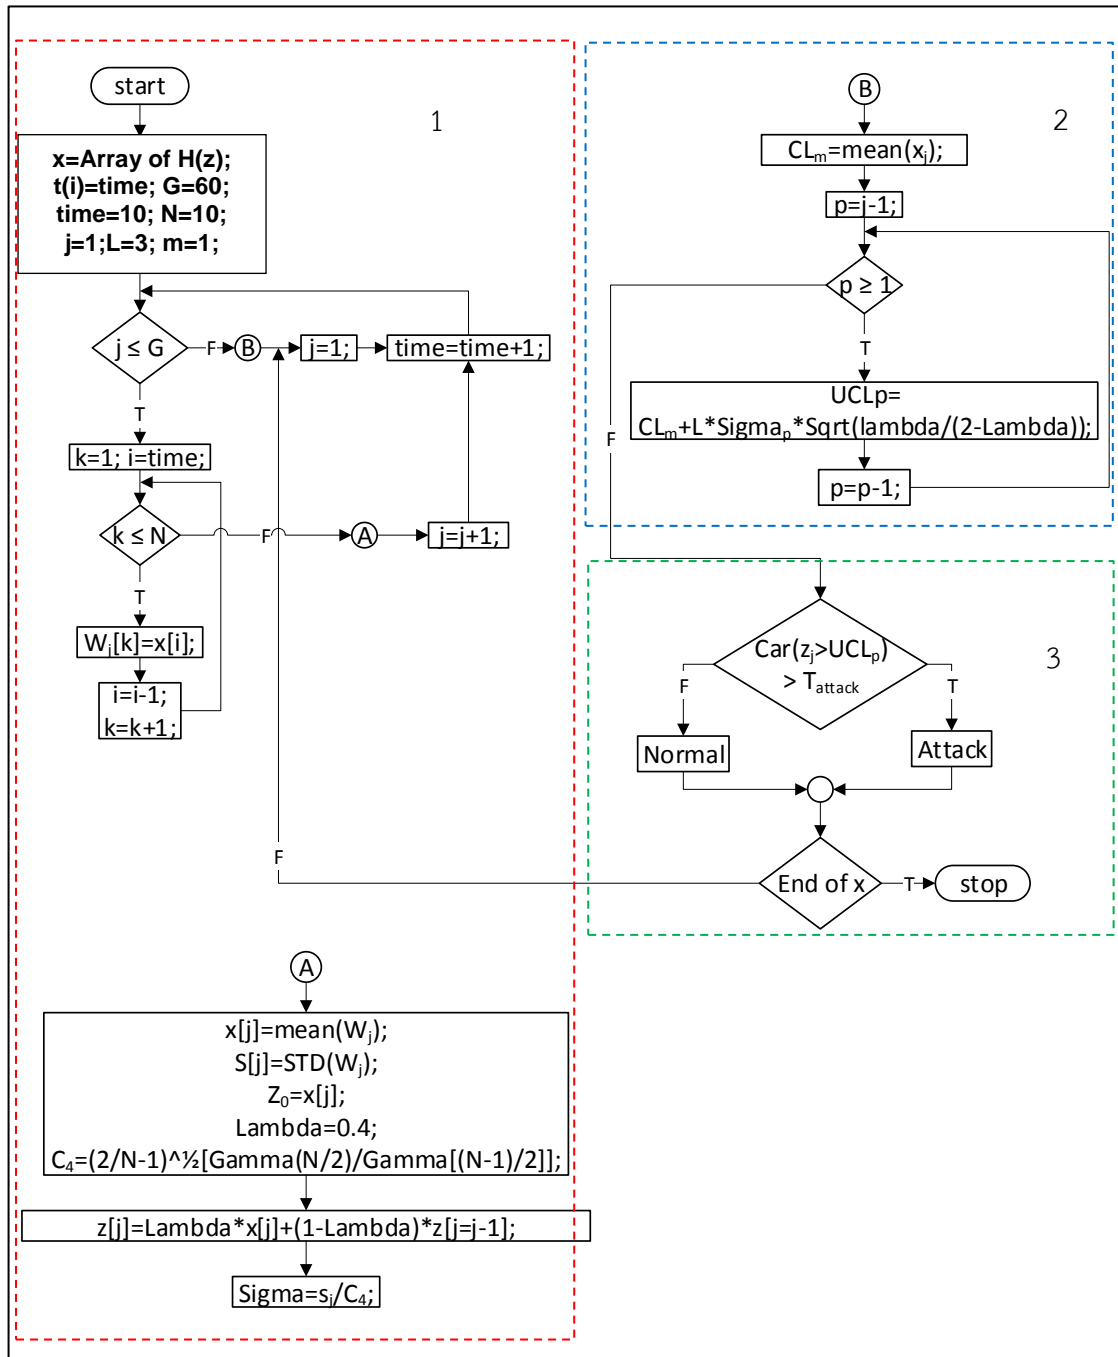 start
1
x=Array of H(z);
t(i)=time; G=60;
time=10; N=10;
j=1;L=3; m=1;
j ≤ G
F
B
j=1;
time=time+1;
T
k=1; i=time;
k ≤ N
F
A
j=j+1;
T
Wⱼ[k]=x[i];
i=i-1;
k=k+1;
F
A
x[j]=mean(Wⱼ);
S[j]=STD(Wⱼ);
Z₀=x[j];
Lambda=0.4;
C₄=(2/N-1)^½[Gamma(N/2)/Gamma[(N-1)/2]];
z[j]=Lambda*x[j]+(1-Lambda)*z[j=j-1];
Sigma=sⱼ/C₄;
2
B
CLₘ=mean(xⱼ);
p=j-1;
p ≥ 1
T
F
UCLp=
CLₘ+L*Sigmaₚ*Sqrt(lambda/(2-Lambda));
p=p-1;
3
Car(zⱼ>UCLₚ)
> Tattack
F
T
Normal
Attack
End of x
T
stop